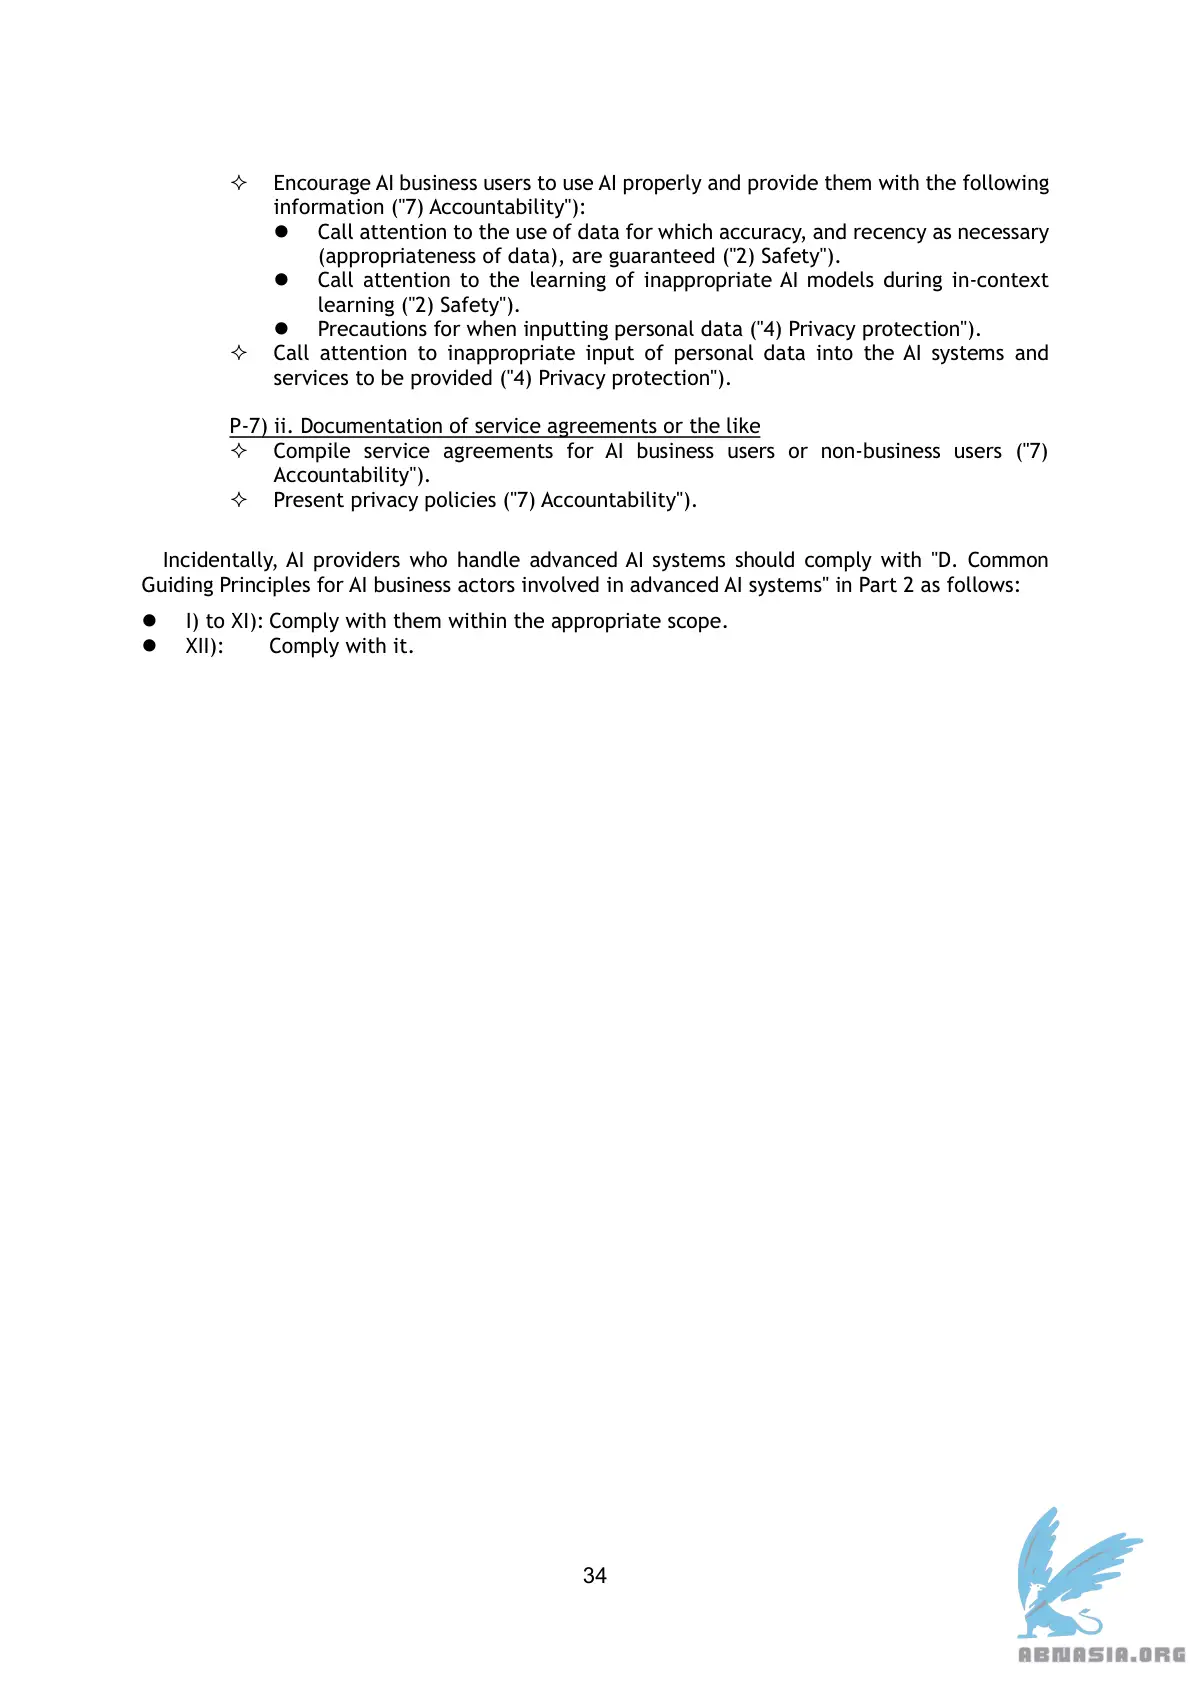 ✧ Encourage AI business users to use AI properly and provide them with the following
information ("7) Accountability"):
● Call attention to the use of data for which accuracy, and recency as necessary
(appropriateness of data), are guaranteed ("2) Safety").
● Call attention to the learning of inappropriate AI models during in-context
learning ("2) Safety").
● Precautions for when inputting personal data ("4) Privacy protection").
✧ Call attention to inappropriate input of personal data into the AI systems and
services to be provided ("4) Privacy protection").
P-7) ii. Documentation of service agreements or the like
✧ Compile service agreements for AI business users or non-business users ("7)
Accountability").
✧ Present privacy policies ("7) Accountability").
Incidentally, AI providers who handle advanced AI systems should comply with "D. Common
Guiding Principles for AI business actors involved in advanced AI systems" in Part 2 as follows:
● I) to XI): Comply with them within the appropriate scope.
● XII): Comply with it.
34
ABNASIA.ORG